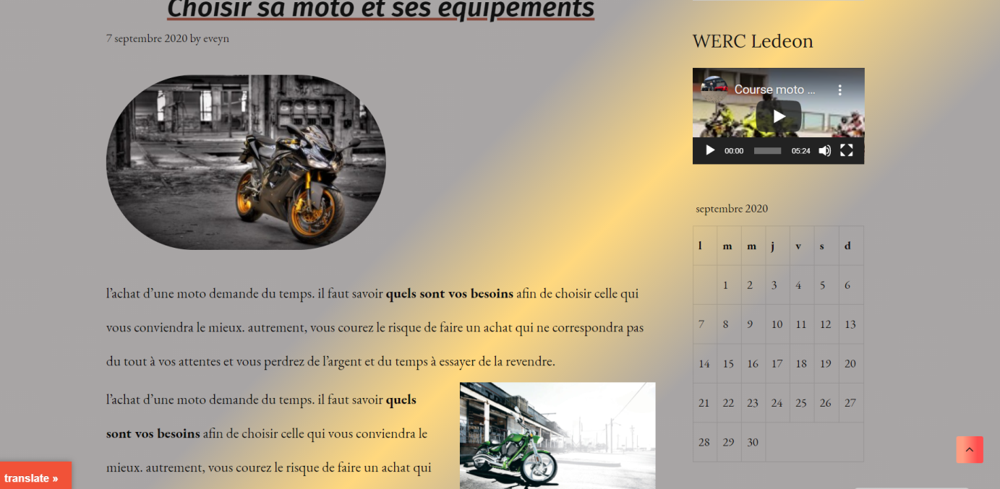 Choisir sa moto et ses équipements
7 septembre 2020 by eveyn
l'achat d'une moto demande du temps. il faut savoir quels sont vos besoins afin de choisir celle qui
vous conviendra le mieux. autrement, vous courez le risque de faire un achat qui ne correspondra pas
du tout à vos attentes et vous perdrez de l'argent et du temps à essayer de la revendre.
l'achat d'une moto demande du temps. il faut savoir quels
sont vos besoins afin de choisir celle qui vous conviendra le
mieux. autrement, vous courez le risque de faire un achat qui
translate »
WERC Ledeon
Course moto ...
00:00 05:24
septembre 2020
l m m j v s d
1 2 3 4 5 6
7 8 9 10 11 12 13
14 15 16 17 18 19 20
21 22 23 24 25 26 27
28 29 30